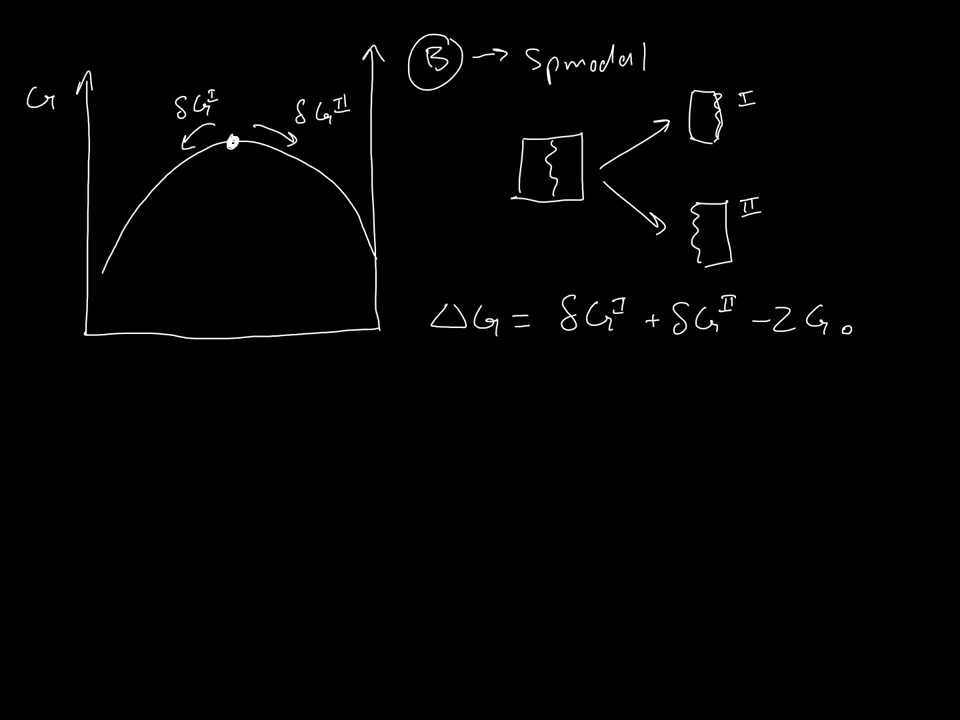 Ⓑ → Spinodal
G
δG^I
δG^II
I
II
ΔG = δG^I + δG^II - 2G₀